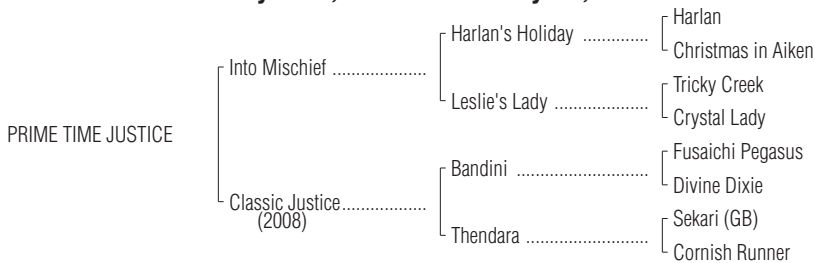 Harlan
Harlan's Holiday ..............
Christmas in Aiken
Into Mischief ....................
Tricky Creek
Leslie's Lady ....................
Crystal Lady
PRIME TIME JUSTICE
Fusaichi Pegasus
Bandini ............................
Divine Dixie
Classic Justice..................
(2008)
Sekari (GB)
Thendara ..........................
Cornish Runner